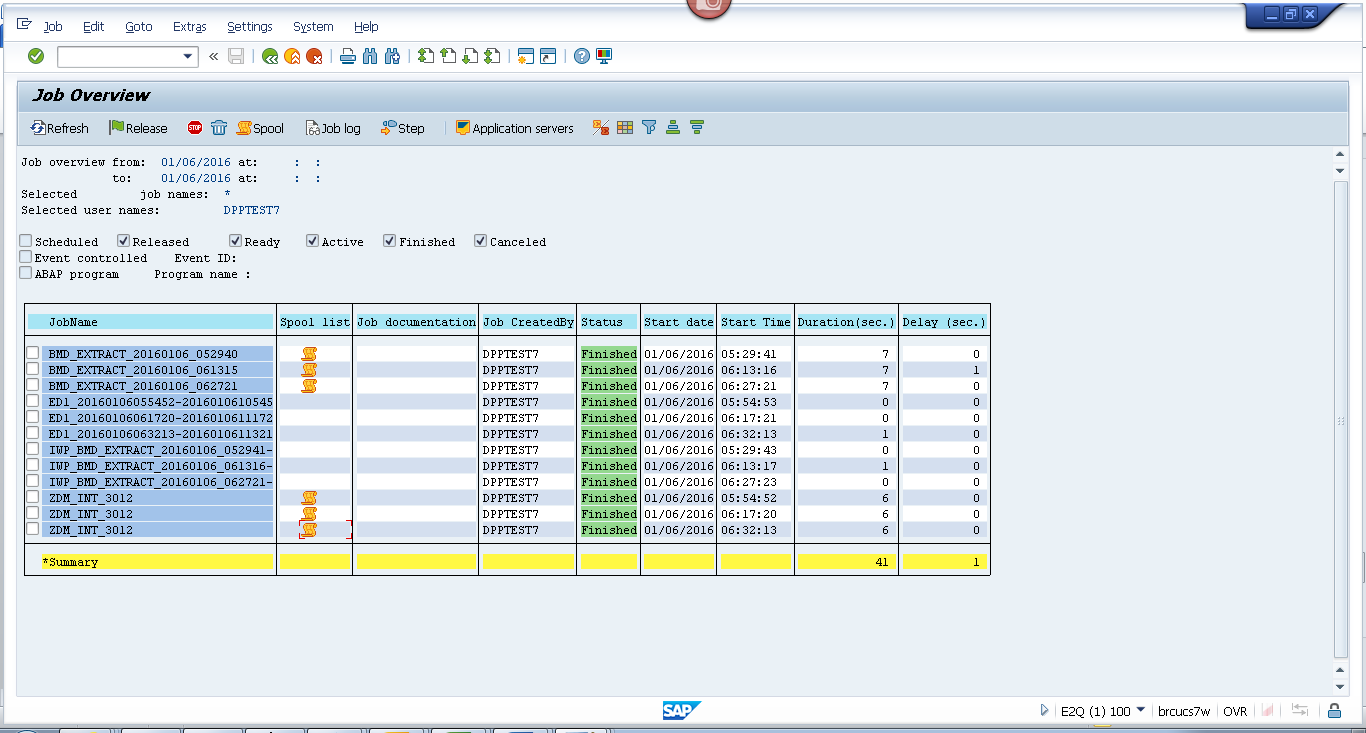 Job Edit Goto Extras Settings System Help
Job Overview
Refresh Release STOP Spool Job log Step Application servers
Job overview from: 01/06/2016 at: : :
to: 01/06/2016 at: : :
Selected job names: *
Selected user names: DPPTEST7
Scheduled Released Ready Active Finished Canceled
Event controlled Event ID:
ABAP program Program name :
JobName Spool list Job documentation Job CreatedBy Status Start date Start Time Duration(sec.) Delay (sec.)
BMD_EXTRACT_20160106_052940 DPPTEST7 Finished 01/06/2016 05:29:41 7 0
BMD_EXTRACT_20160106_061315 DPPTEST7 Finished 01/06/2016 06:13:16 7 1
BMD_EXTRACT_20160106_062721 DPPTEST7 Finished 01/06/2016 06:27:21 7 0
ED1_20160106055452-2016010610545 DPPTEST7 Finished 01/06/2016 05:54:53 0 0
ED1_20160106061720-2016010611172 DPPTEST7 Finished 01/06/2016 06:17:21 0 0
ED1_20160106063213-2016010611321 DPPTEST7 Finished 01/06/2016 06:32:13 1 0
IWP_BMD_EXTRACT_20160106_052941- DPPTEST7 Finished 01/06/2016 05:29:43 0 0
IWP_BMD_EXTRACT_20160106_061316- DPPTEST7 Finished 01/06/2016 06:13:17 1 0
IWP_BMD_EXTRACT_20160106_062721- DPPTEST7 Finished 01/06/2016 06:27:23 0 0
ZDM_INT_3012 DPPTEST7 Finished 01/06/2016 05:54:52 6 0
ZDM_INT_3012 DPPTEST7 Finished 01/06/2016 06:17:20 6 0
ZDM_INT_3012 DPPTEST7 Finished 01/06/2016 06:32:13 6 0
*Summary 41 1
SAP E2Q (1) 100 brcucs7w OVR